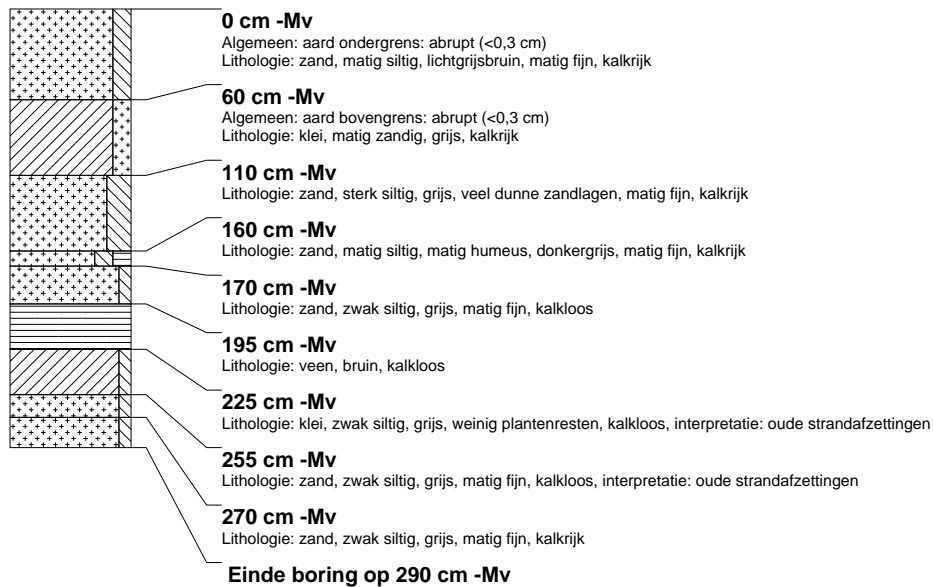 0 cm -Mv
Algemeen: aard ondergrens: abrupt (<0,3 cm)
Lithologie: zand, matig siltig, lichtgrijsbruin, matig fijn, kalkrijk
60 cm -Mv
Algemeen: aard bovengrens: abrupt (<0,3 cm)
Lithologie: klei, matig zandig, grijs, kalkrijk
110 cm -Mv
Lithologie: zand, sterk siltig, grijs, veel dunne zandlagen, matig fijn, kalkrijk
160 cm -Mv
Lithologie: zand, matig siltig, matig humeus, donkergrijs, matig fijn, kalkrijk
170 cm -Mv
Lithologie: zand, zwak siltig, grijs, matig fijn, kalkloos
195 cm -Mv
Lithologie: veen, bruin, kalkloos
225 cm -Mv
Lithologie: klei, zwak siltig, grijs, weinig plantenresten, kalkloos, interpretatie: oude strandafzettingen
255 cm -Mv
Lithologie: zand, zwak siltig, grijs, matig fijn, kalkloos, interpretatie: oude strandafzettingen
270 cm -Mv
Lithologie: zand, zwak siltig, grijs, matig fijn, kalkrijk
Einde boring op 290 cm -Mv